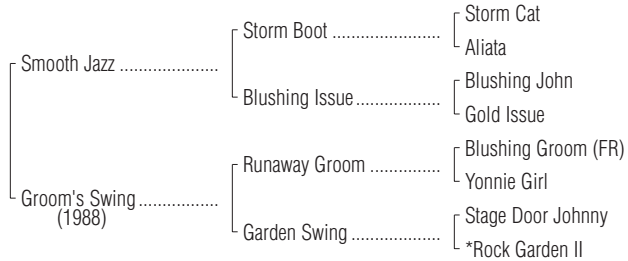 Storm Cat
Storm Boot ....................
Aliata
Smooth Jazz ..................
Blushing John
Blushing Issue.................
Gold Issue
Blushing Groom (FR)
Runaway Groom ..............
Yonnie Girl
Groom's Swing................
(1988)
Stage Door Johnny
Garden Swing ..................
*Rock Garden II